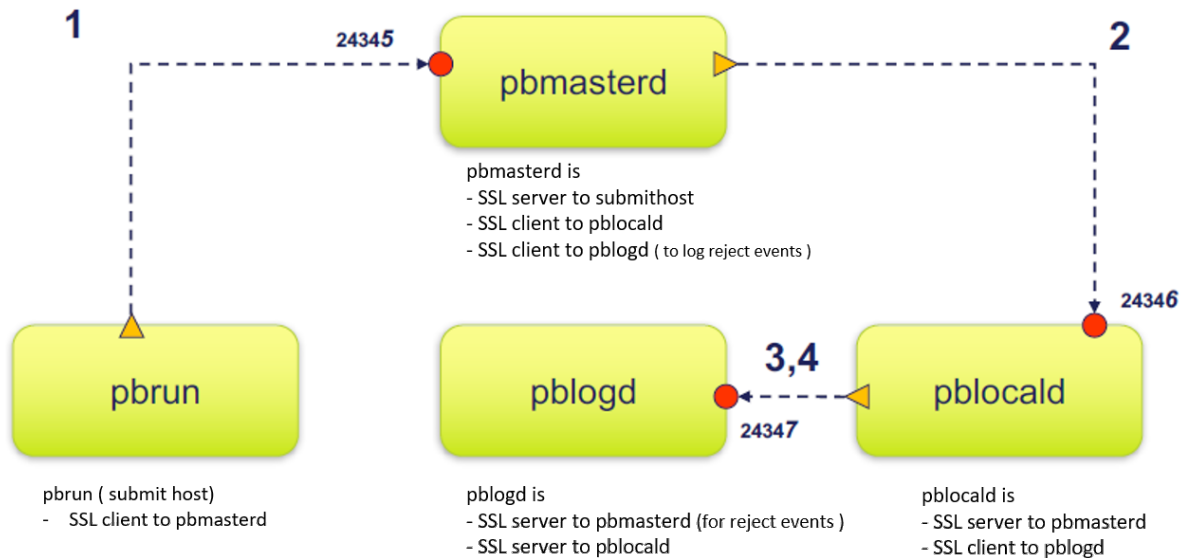 1
24345
pbmasterd
2
pbmasterd is
- SSL server to submithost
- SSL client to pblocald
- SSL client to pblogd ( to log reject events )
24346
pbrun
pblogd
3,4
24347
pblocald
pbrun ( submit host)
- SSL client to pbmasterd
pblogd is
- SSL server to pbmasterd (for reject events )
- SSL server to pblocald
pblocald is
- SSL server to pbmasterd
- SSL client to pblogd